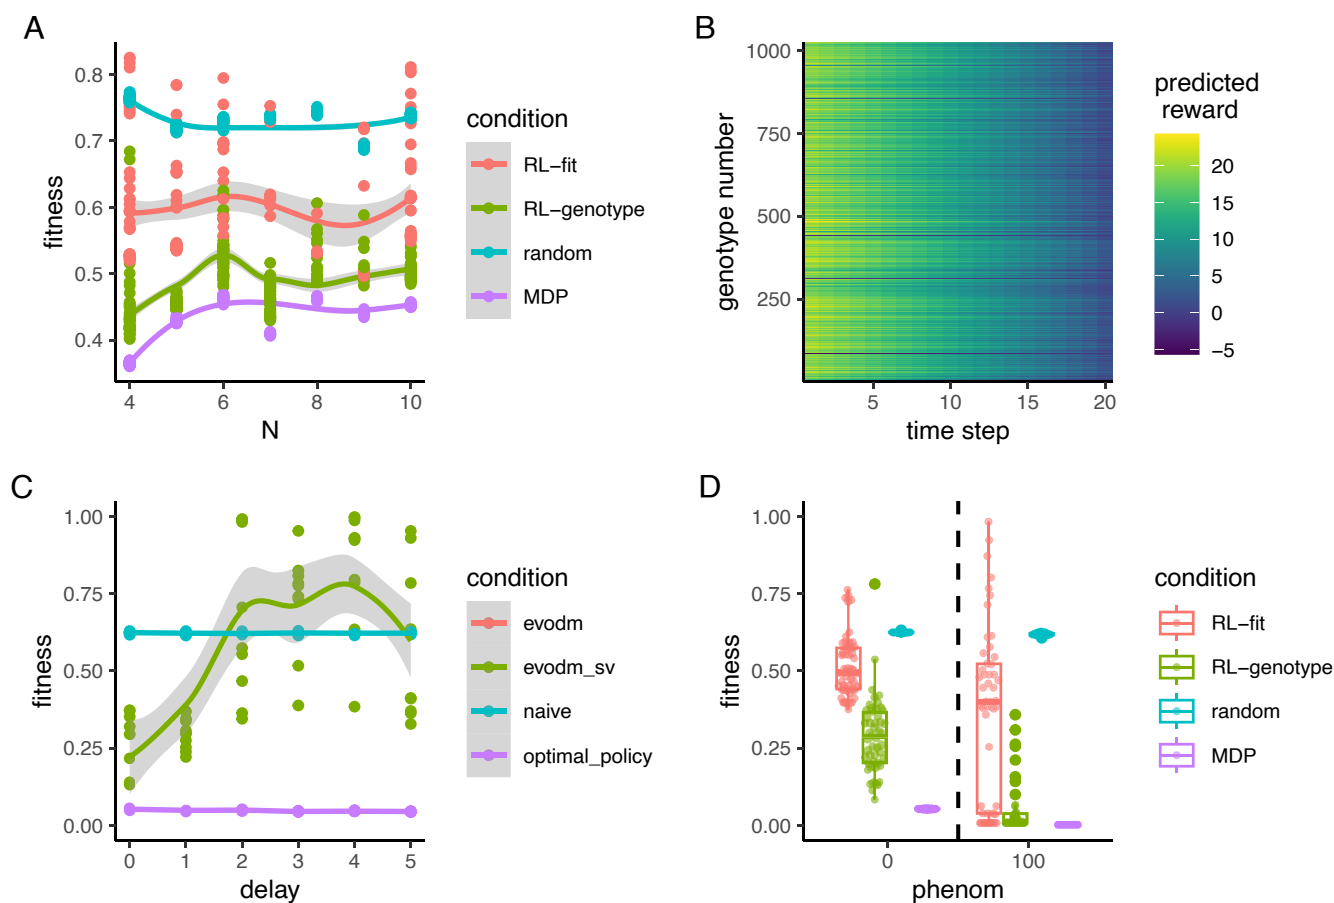 A
fitness
0.8
0.7
0.6
0.5
0.4
4
6
8
10
N
condition
RL−fit
RL−genotype
random
MDP
B
genotype number
1000
750
500
250
5
10
15
20
time step
predicted
reward
20
15
10
5
0
−5
C
fitness
1.00
0.75
0.50
0.25
0.00
0
1
2
3
4
5
delay
condition
evodm
evodm_sv
naive
optimal_policy
D
fitness
1.00
0.75
0.50
0.25
0.00
0
100
phenom
condition
RL−fit
RL−genotype
random
MDP